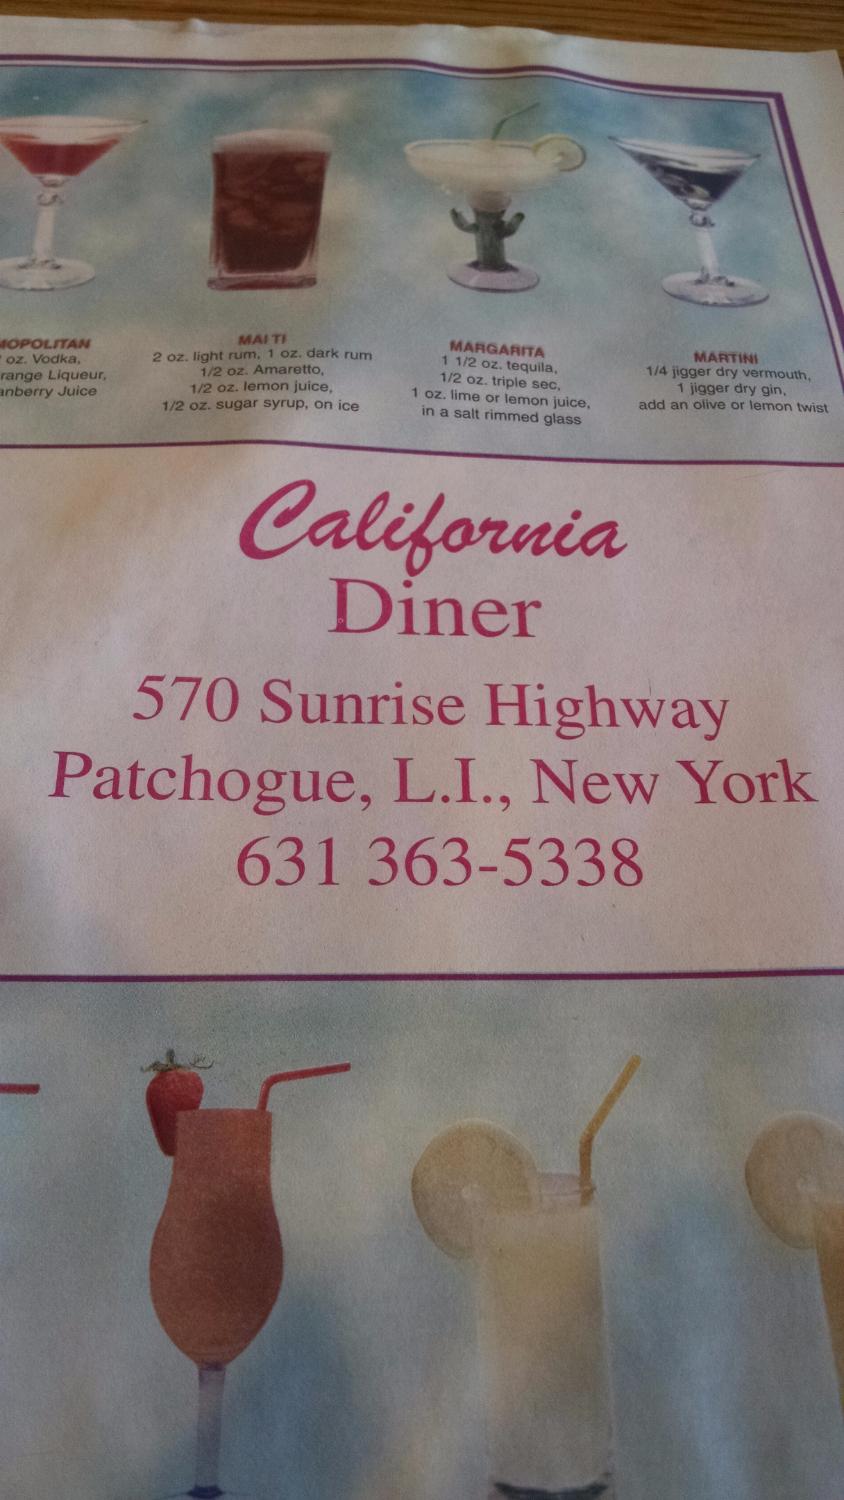 MOPOLITAN
oz. Vodka,
range Liqueur,
anberry Juice
MAI TI
2 oz. light rum, 1 oz. dark rum
1/2 oz. Amaretto,
1/2 oz. lemon juice,
1/2 oz. sugar syrup, on ice
MARGARITA
1 1/2 oz. tequila,
1/2 oz. triple sec,
1 oz. lime or lemon juice,
in a salt rimmed glass
MARTINI
1/4 jigger dry vermouth,
1 jigger dry gin,
add an olive or lemon twist
California
Diner
570 Sunrise Highway
Patchogue, L.I., New York
631 363-5338